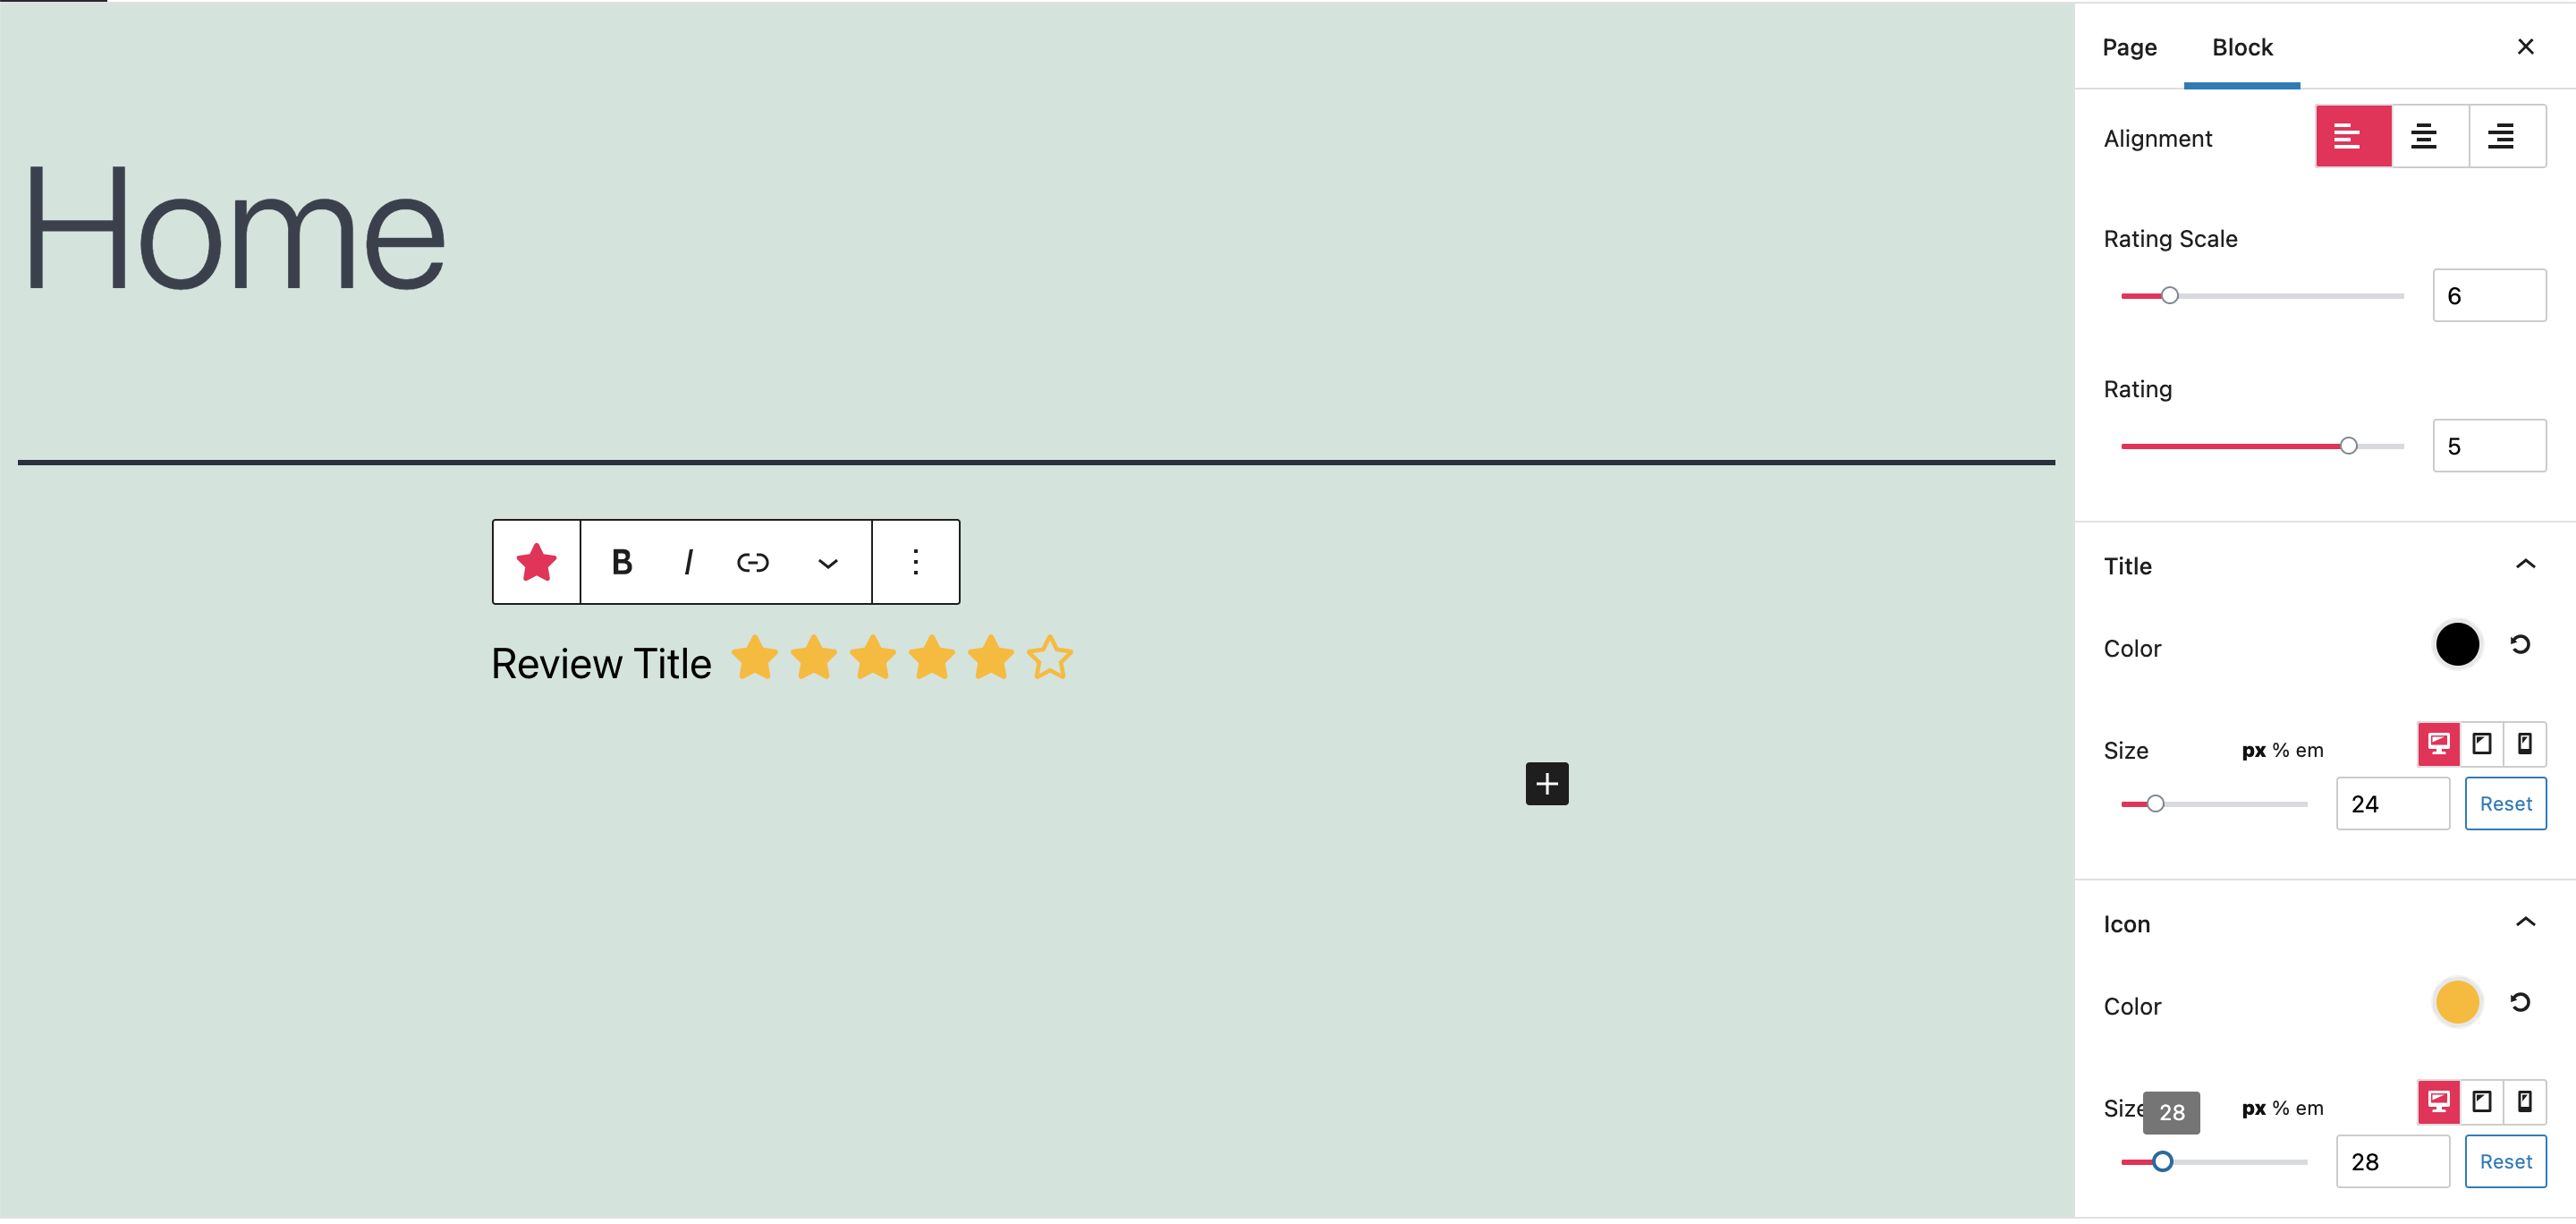 Home
B I
Review Title
Page Block
Alignment
Rating Scale
6
Rating
5
Title
Color
Size px % em
24 Reset
Icon
Color
Size px % em
28
28 Reset